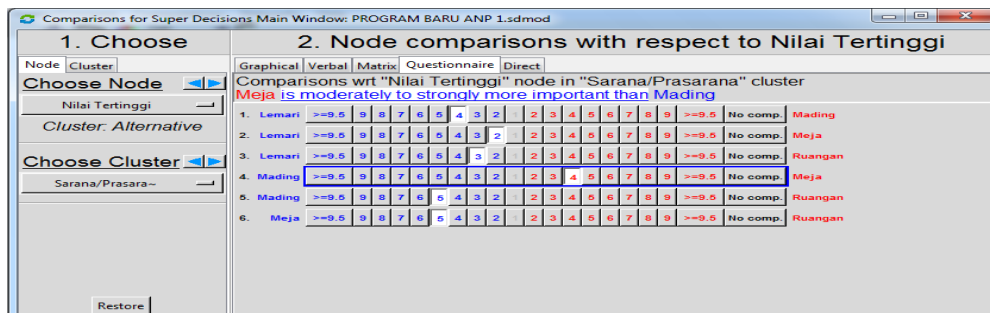 Comparisons for Super Decisions Main Window: PROGRAM BARU ANP 1.sdmod
1. Choose
2. Node comparisons with respect to Nilai Tertinggi
Node Cluster
Graphical Verbal Matrix Questionnaire Direct
Choose Node
Nilai Tertinggi
Cluster: Alternative
Choose Cluster
Sarana/Prasara~
Restore
Comparisons wrt "Nilai Tertinggi" node in "Sarana/Prasarana" cluster
Meja is moderately to strongly more important than Mading
1. Lemari >=9.5 9 8 7 6 5 4 3 2 1 2 3 4 5 6 7 8 9 >=9.5 No comp. Mading
2. Lemari >=9.5 9 8 7 6 5 4 3 2 1 2 3 4 5 6 7 8 9 >=9.5 No comp. Meja
3. Lemari >=9.5 9 8 7 6 5 4 3 2 1 2 3 4 5 6 7 8 9 >=9.5 No comp. Ruangan
4. Mading >=9.5 9 8 7 6 5 4 3 2 1 2 3 4 5 6 7 8 9 >=9.5 No comp. Meja
5. Mading >=9.5 9 8 7 6 5 4 3 2 1 2 3 4 5 6 7 8 9 >=9.5 No comp. Ruangan
6. Meja >=9.5 9 8 7 6 5 4 3 2 1 2 3 4 5 6 7 8 9 >=9.5 No comp. Ruangan